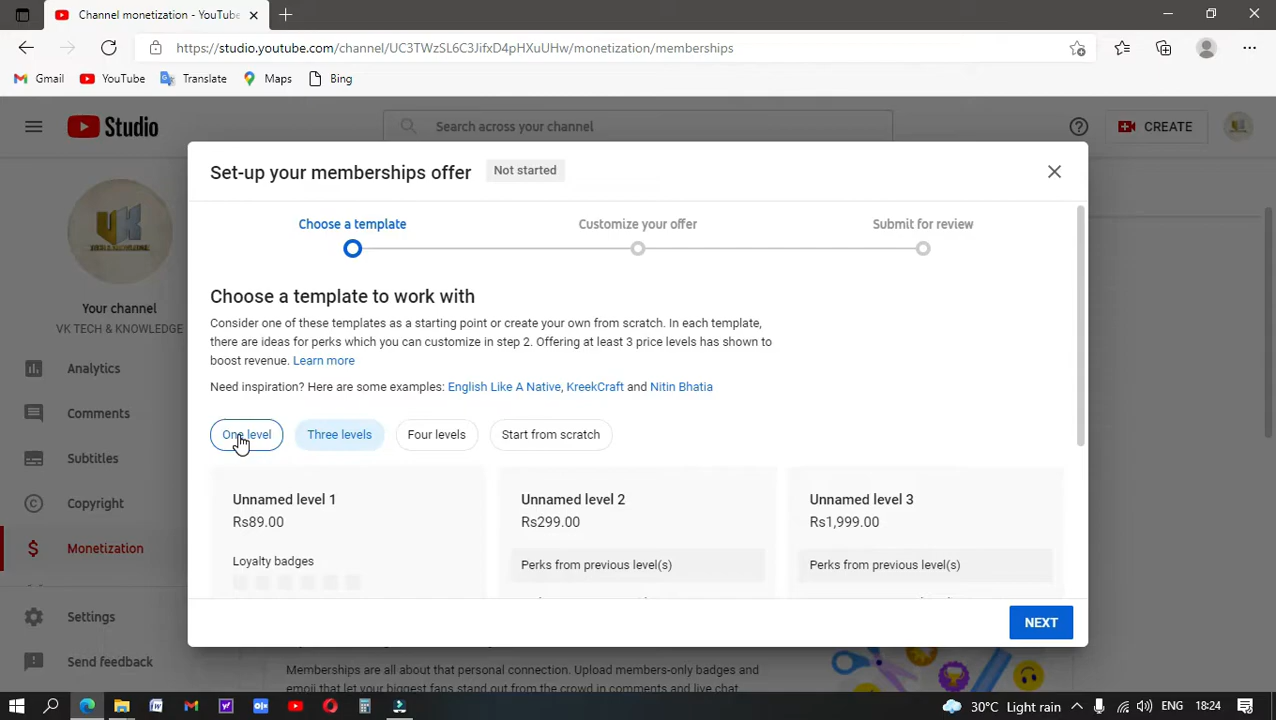 Channel monetization - YouTube
https://studio.youtube.com/channel/UC3TWzSL6C3JifxD4pHXuUHw/monetization/memberships
Gmail YouTube Translate Maps Bing
Studio
Search across your channel
CREATE
Set-up your memberships offer
Not started
Choose a template
Customize your offer
Submit for review
Choose a template to work with
Consider one of these templates as a starting point or create your own from scratch. In each template,
there are ideas for perks which you can customize in step 2. Offering at least 3 price levels has shown to
boost revenue. Learn more
Need inspiration? Here are some examples: English Like A Native, KreekCraft and Nitin Bhatia
One level Three levels Four levels Start from scratch
Unnamed level 1
Rs89.00
Loyalty badges
Unnamed level 2
Rs299.00
Perks from previous level(s)
Unnamed level 3
Rs1,999.00
Perks from previous level(s)
NEXT
Your channel
VK TECH & KNOWLEDGE
Analytics
Comments
Subtitles
Copyright
Monetization
Settings
Send feedback
Memberships are all about that personal connection. Upload members-only badges and
emoji that let your biggest fans stand out from the crowd in comments and live chat
30°C Light rain
ENG
18:24